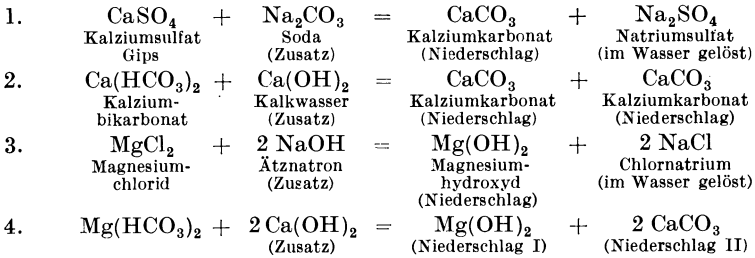 1. CaSO₄ + Na₂CO₃ = CaCO₃ + Na₂SO₄
Kalziumsulfat Soda Kalziumkarbonat Natriumsulfat
Gips (Zusatz) (Niederschlag) (im Wasser gelöst)
2. Ca(HCO₃)₂ + Ca(OH)₂ = CaCO₃ + CaCO₃
Kalzium- Kalkwasser Kalziumkarbonat Kalziumkarbonat
bikarbonat (Zusatz) (Niederschlag) (Niederschlag)
3. MgCl₂ + 2 NaOH = Mg(OH)₂ + 2 NaCl
Magnesium- Ätznatron Magnesium- Chlornatrium
chlorid (Zusatz) hydroxyd (im Wasser gelöst)
(Niederschlag)
4. Mg(HCO₃)₂ + 2 Ca(OH)₂ = Mg(OH)₂ + 2 CaCO₃
(Zusatz) (Niederschlag I) (Niederschlag II)